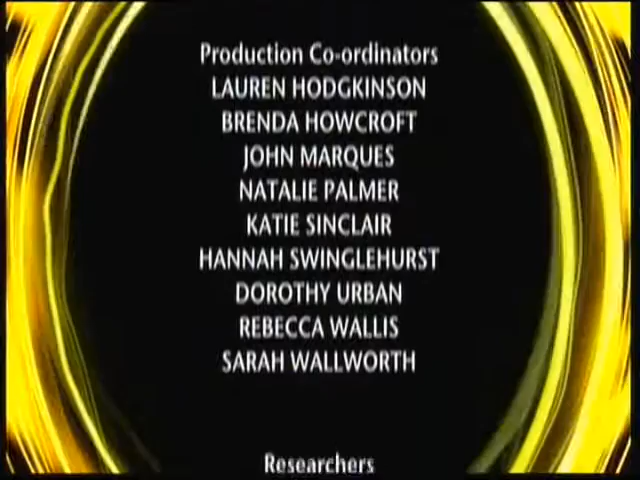 Production Co-ordinators
LAUREN HODGKINSON
BRENDA HOWCROFT
JOHN MARQUES
NATALIE PALMER
KATIE SINCLAIR
HANNAH SWINGLEHURST
DOROTHY URBAN
REBECCA WALLIS
SARAH WALLWORTH
Researchers